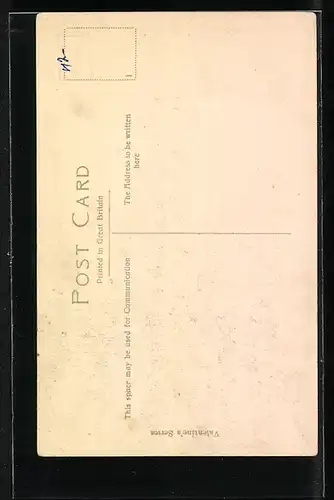 POST CARD
Printed in Great Britain
This space may be used for Communication
The Address to be written
here
Valentine's Series